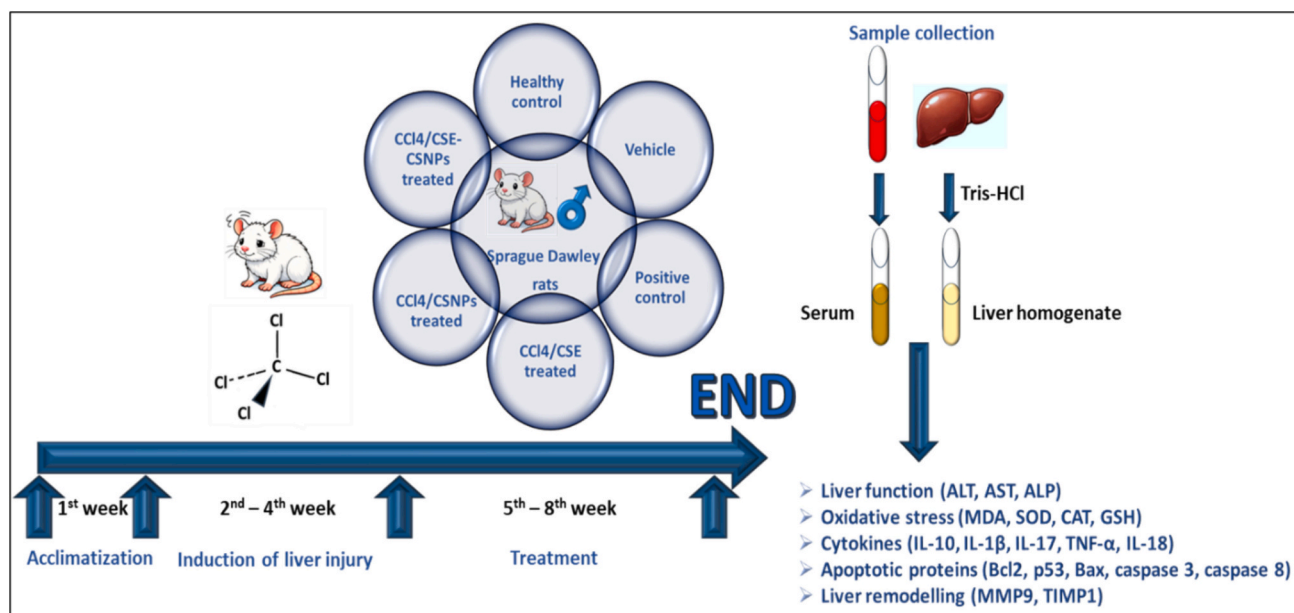 Sample collection
Healthy
control
CCl4/CSE-
CSNPs
treated
Vehicle
Sprague Dawley
rats
CCl4/CSNPs
treated
Positive
control
CCl4/CSE
treated
Tris-HCl
Serum
Liver homogenate
Cl
C
Cl
Cl
Cl
END
1st week
2nd – 4th week
5th – 8th week
Acclimatization
Induction of liver injury
Treatment
➢ Liver function (ALT, AST, ALP)
➢ Oxidative stress (MDA, SOD, CAT, GSH)
➢ Cytokines (IL-10, IL-1β, IL-17, TNF-α, IL-18)
➢ Apoptotic proteins (Bcl2, p53, Bax, caspase 3, caspase 8)
➢ Liver remodelling (MMP9, TIMP1)